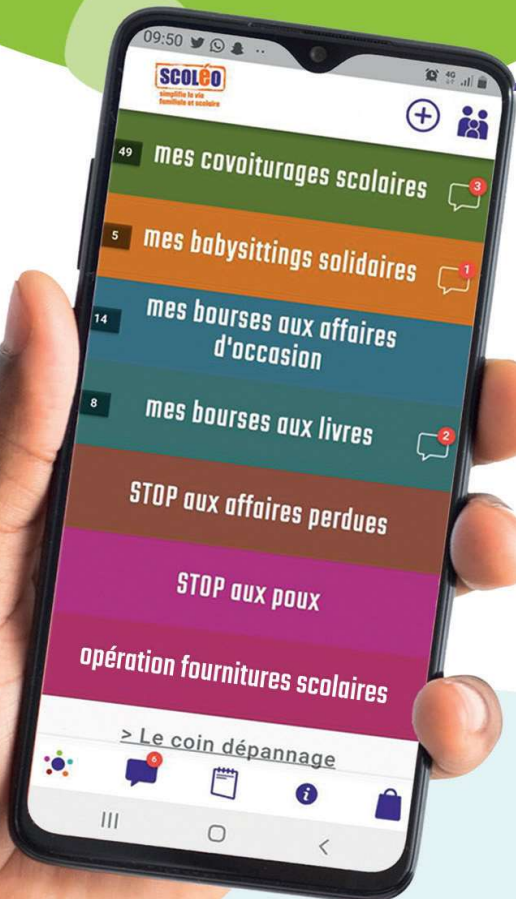 09:50
4G
SCOLÉO
simplifie la vie
familiale et scolaire
49 mes covoiturages scolaires 3
5 mes babysittings solidaires 1
14 mes bourses aux affaires
d'occasion
8 mes bourses aux livres 2
STOP aux affaires perdues
STOP aux poux
opération fournitures scolaires
> Le coin dépannage
6